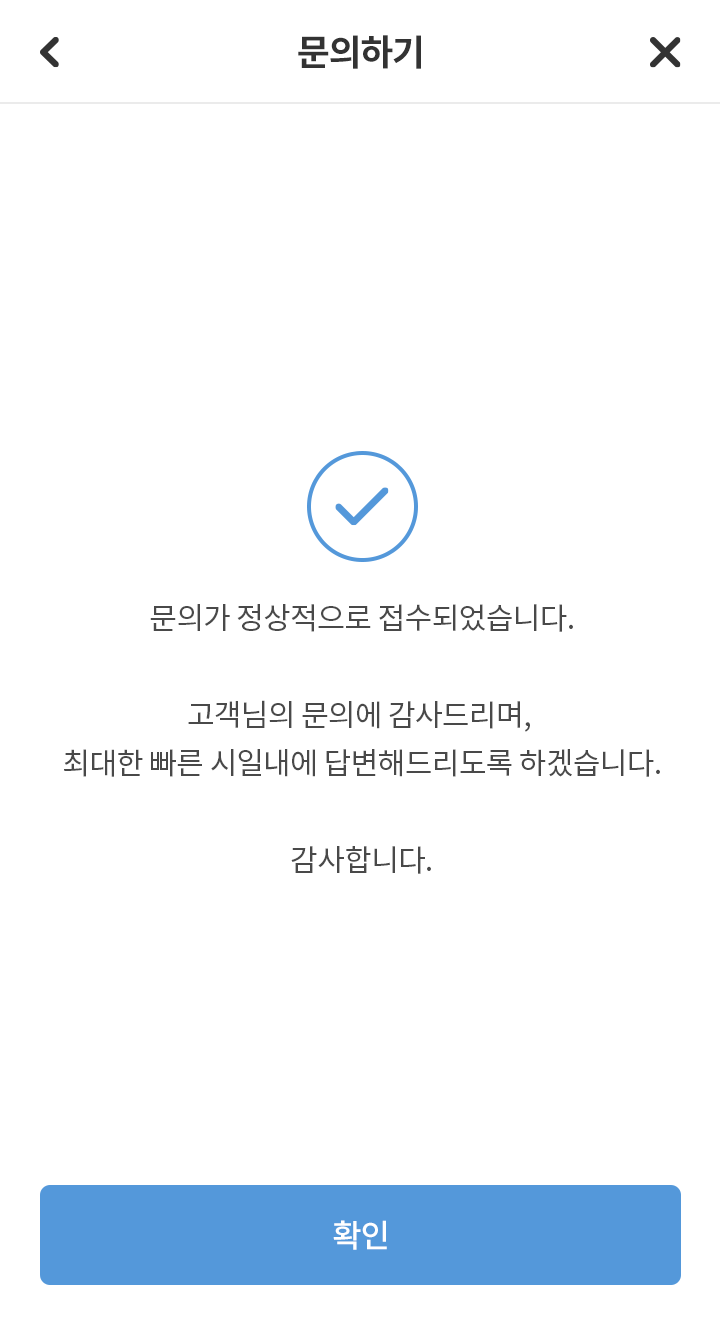 문의하기
문의가 정상적으로 접수되었습니다.
고객님의 문의에 감사드리며,
최대한 빠른 시일내에 답변해드리도록 하겠습니다.
감사합니다.
확인